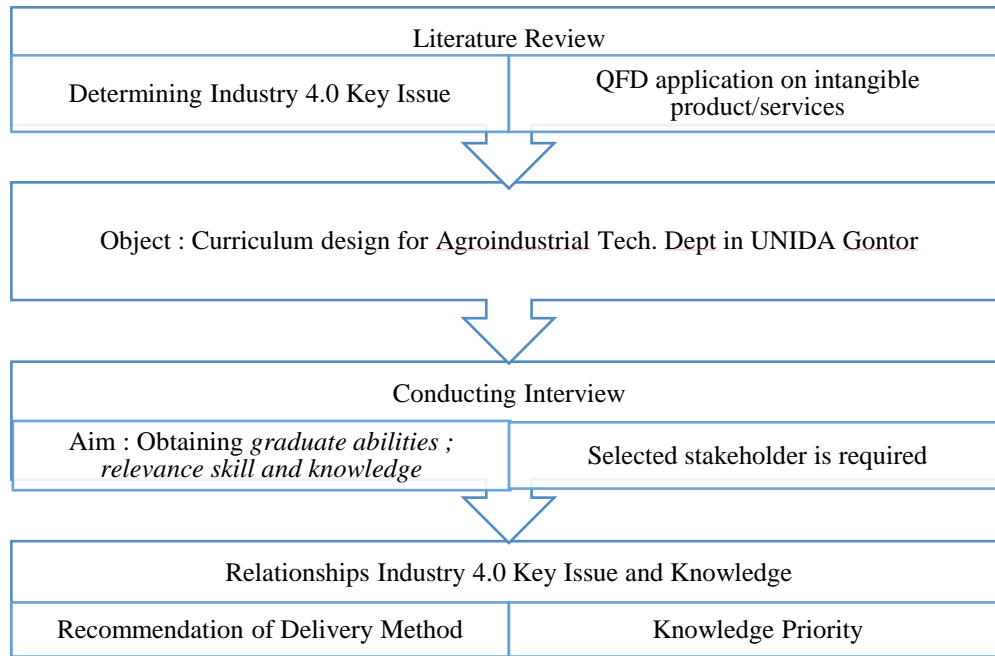 Literature Review
Determining Industry 4.0 Key Issue
QFD application on intangible
product/services
Object : Curriculum design for Agroindustrial Tech. Dept in UNIDA Gontor
Conducting Interview
Aim : Obtaining graduate abilities ;
relevance skill and knowledge
Selected stakeholder is required
Relationships Industry 4.0 Key Issue and Knowledge
Recommendation of Delivery Method
Knowledge Priority